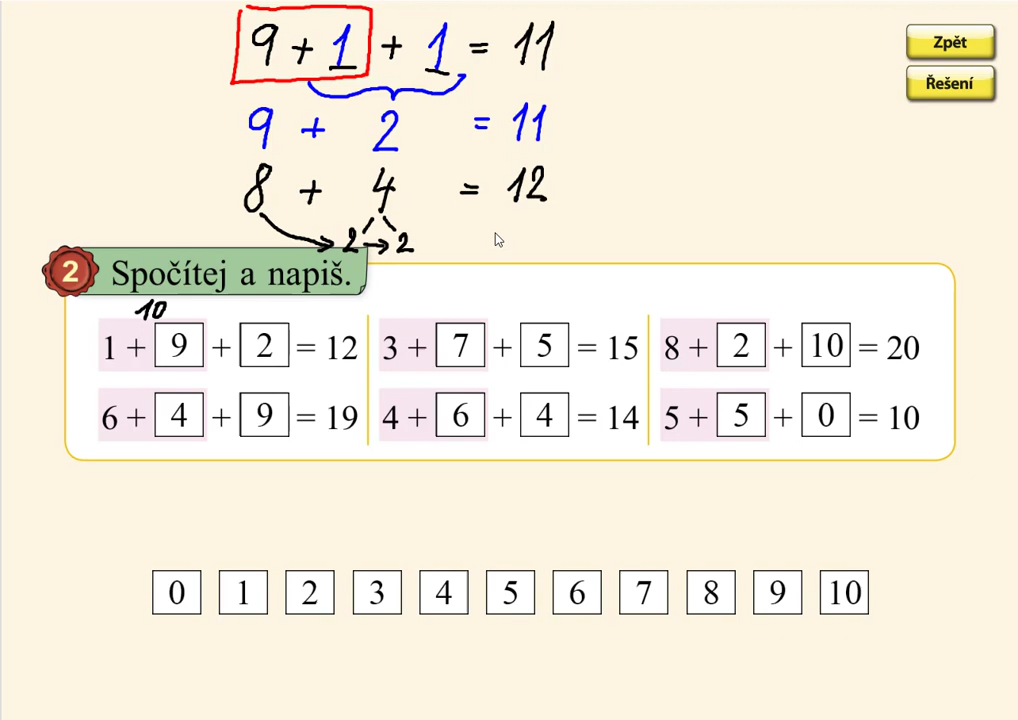 9 + 1 + 1 = 11
Zpět
Řešení
9 + 2 = 11
8 + 4 = 12
2 → 2
2 Spočítej a napiš.
10
1 + 9 + 2 = 12 3 + 7 + 5 = 15 8 + 2 + 10 = 20
6 + 4 + 9 = 19 4 + 6 + 4 = 14 5 + 5 + 0 = 10
0 1 2 3 4 5 6 7 8 9 10